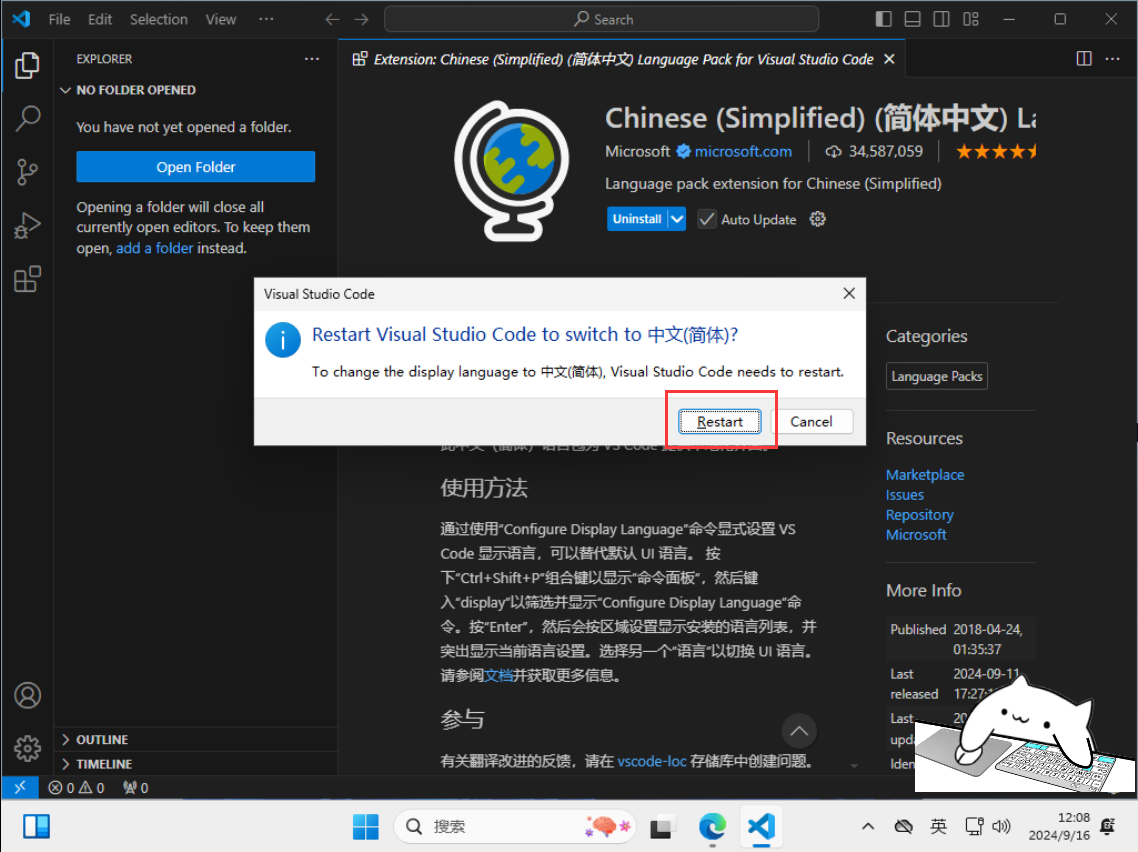 File Edit Selection View ···
Search
EXPLORER ···
NO FOLDER OPENED
You have not yet opened a folder.
Open Folder
Opening a folder will close all
currently open editors. To keep them
open, add a folder instead.
OUTLINE
TIMELINE
Extension: Chinese (Simplified) (简体中文) Language Pack for Visual Studio Code
Chinese (Simplified) (简体中文)
Microsoft microsoft.com 34,587,059
Language pack extension for Chinese (Simplified)
Uninstall Auto Update
Visual Studio Code
Restart Visual Studio Code to switch to 中文(简体)?
To change the display language to 中文(简体), Visual Studio Code needs to restart.
Restart Cancel
使用方法
通过使用“Configure Display Language”命令显式设置 VS
Code 显示语言，可以替代默认 UI 语言。 按
下“Ctrl+Shift+P”组合键以显示“命令面板”，然后键
入“display”以筛选并显示“Configure Display Language”命
令。按“Enter”，然后会按区域设置显示安装的语言列表，并
突出显示当前语言设置。选择另一个“语言”以切换 UI 语言。
请参阅文档并获取更多信息。
参与
有关翻译改进的反馈，请在 vscode-loc 存储库中创建问题。
Categories
Language Packs
Resources
Marketplace
Issues
Repository
Microsoft
More Info
Published 2018-04-24,
01:35:37
Last 2024-09-11,
released
Last
0 0 0
搜索
英
12:08
2024/9/16